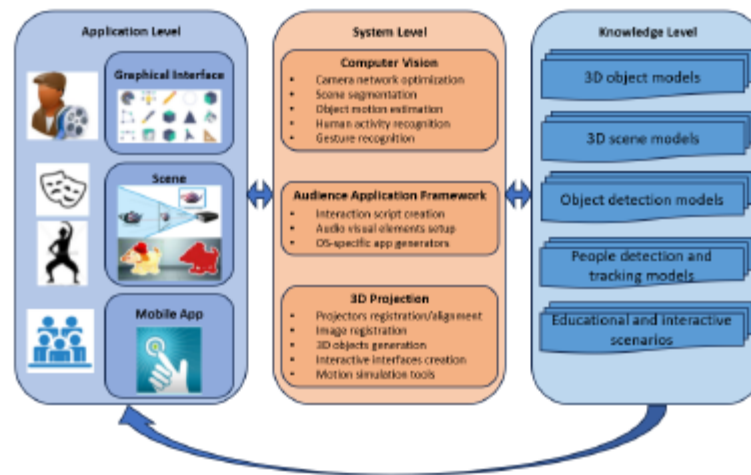 Application Level
Graphical Interface
Scene
Mobile App
System Level
Computer Vision
• Camera network optimization
• Scene segmentation
• Object motion estimation
• Human activity recognition
• Gesture recognition
Audience Application Framework
• Interaction script creation
• Audio visual elements setup
• OS-specific app generators
3D Projection
• Projectors registration/alignment
• Image registration
• 3D objects generation
• Interactive interfaces creation
• Motion simulation tools
Knowledge Level
3D object models
3D scene models
Object detection models
People detection and
tracking models
Educational and interactive
scenarios